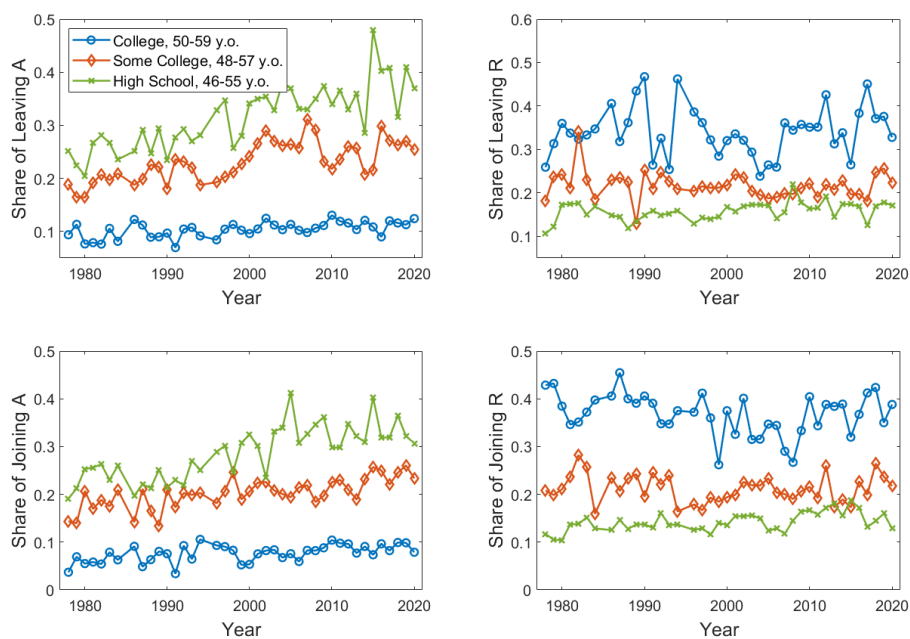 0.5
0.4
0.3
0.2
0.1
Share of Leaving A
College, 50-59 y.o.
Some College, 48-57 y.o.
High School, 46-55 y.o.
1980 1990 2000 2010 2020
Year
0.6
0.5
0.4
0.3
0.2
0.1
Share of Leaving R
1980 1990 2000 2010 2020
Year
0.5
0.4
0.3
0.2
0.1
0
Share of Joining A
1980 1990 2000 2010 2020
Year
0.5
0.4
0.3
0.2
0.1
0
Share of Joining R
1980 1990 2000 2010 2020
Year